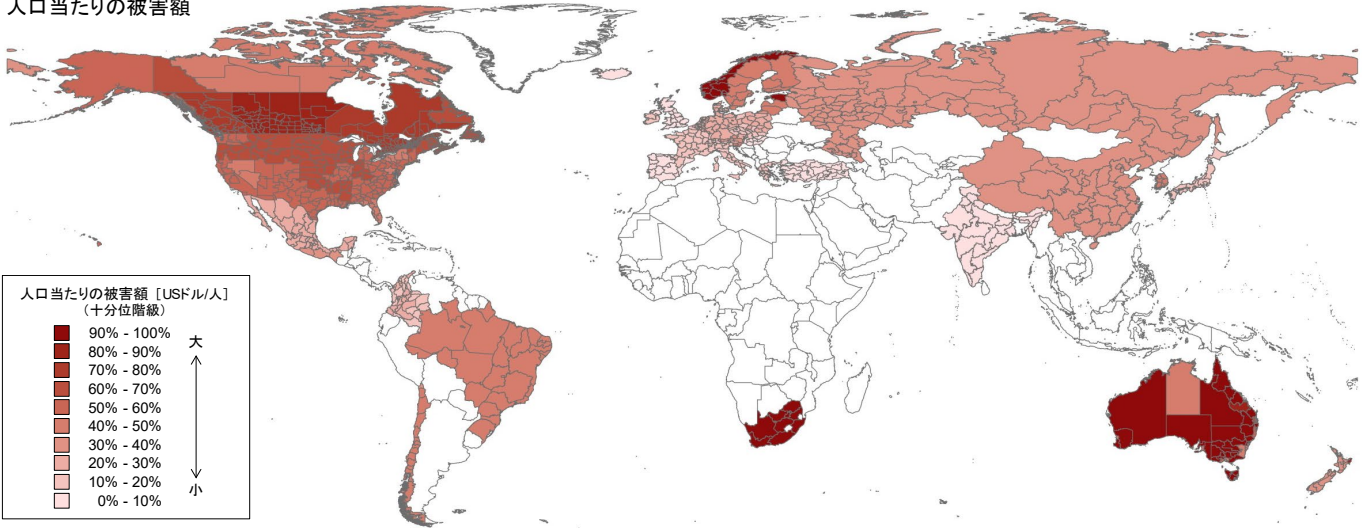 人口当たりの被害額
人口当たりの被害額 [USドル/人]
(十分位階級)
90% - 100%
大
80% - 90%
70% - 80%
60% - 70%
50% - 60%
40% - 50%
30% - 40%
20% - 30%
10% - 20%
小
0% - 10%